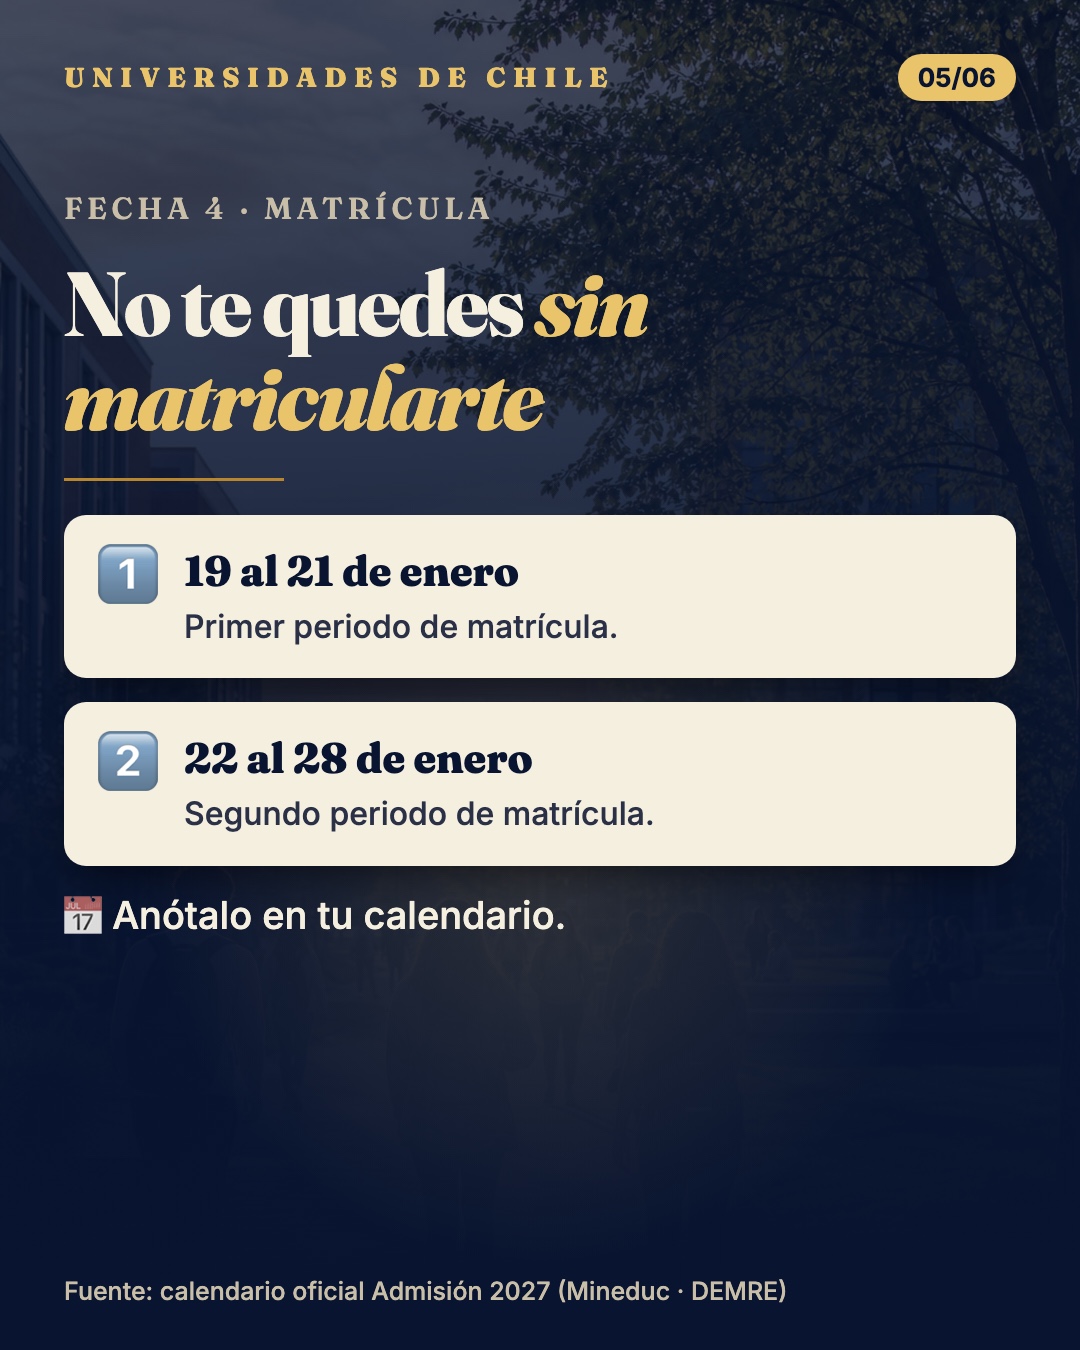 UNIVERSIDADES DE CHILE
05/06
FECHA 4 · MATRÍCULA
No te quedes sin
matricularte
1 19 al 21 de enero
Primer periodo de matrícula.
2 22 al 28 de enero
Segundo periodo de matrícula.
JUL 17 Anótalo en tu calendario.
Fuente: calendario oficial Admisión 2027 (Mineduc · DEMRE)